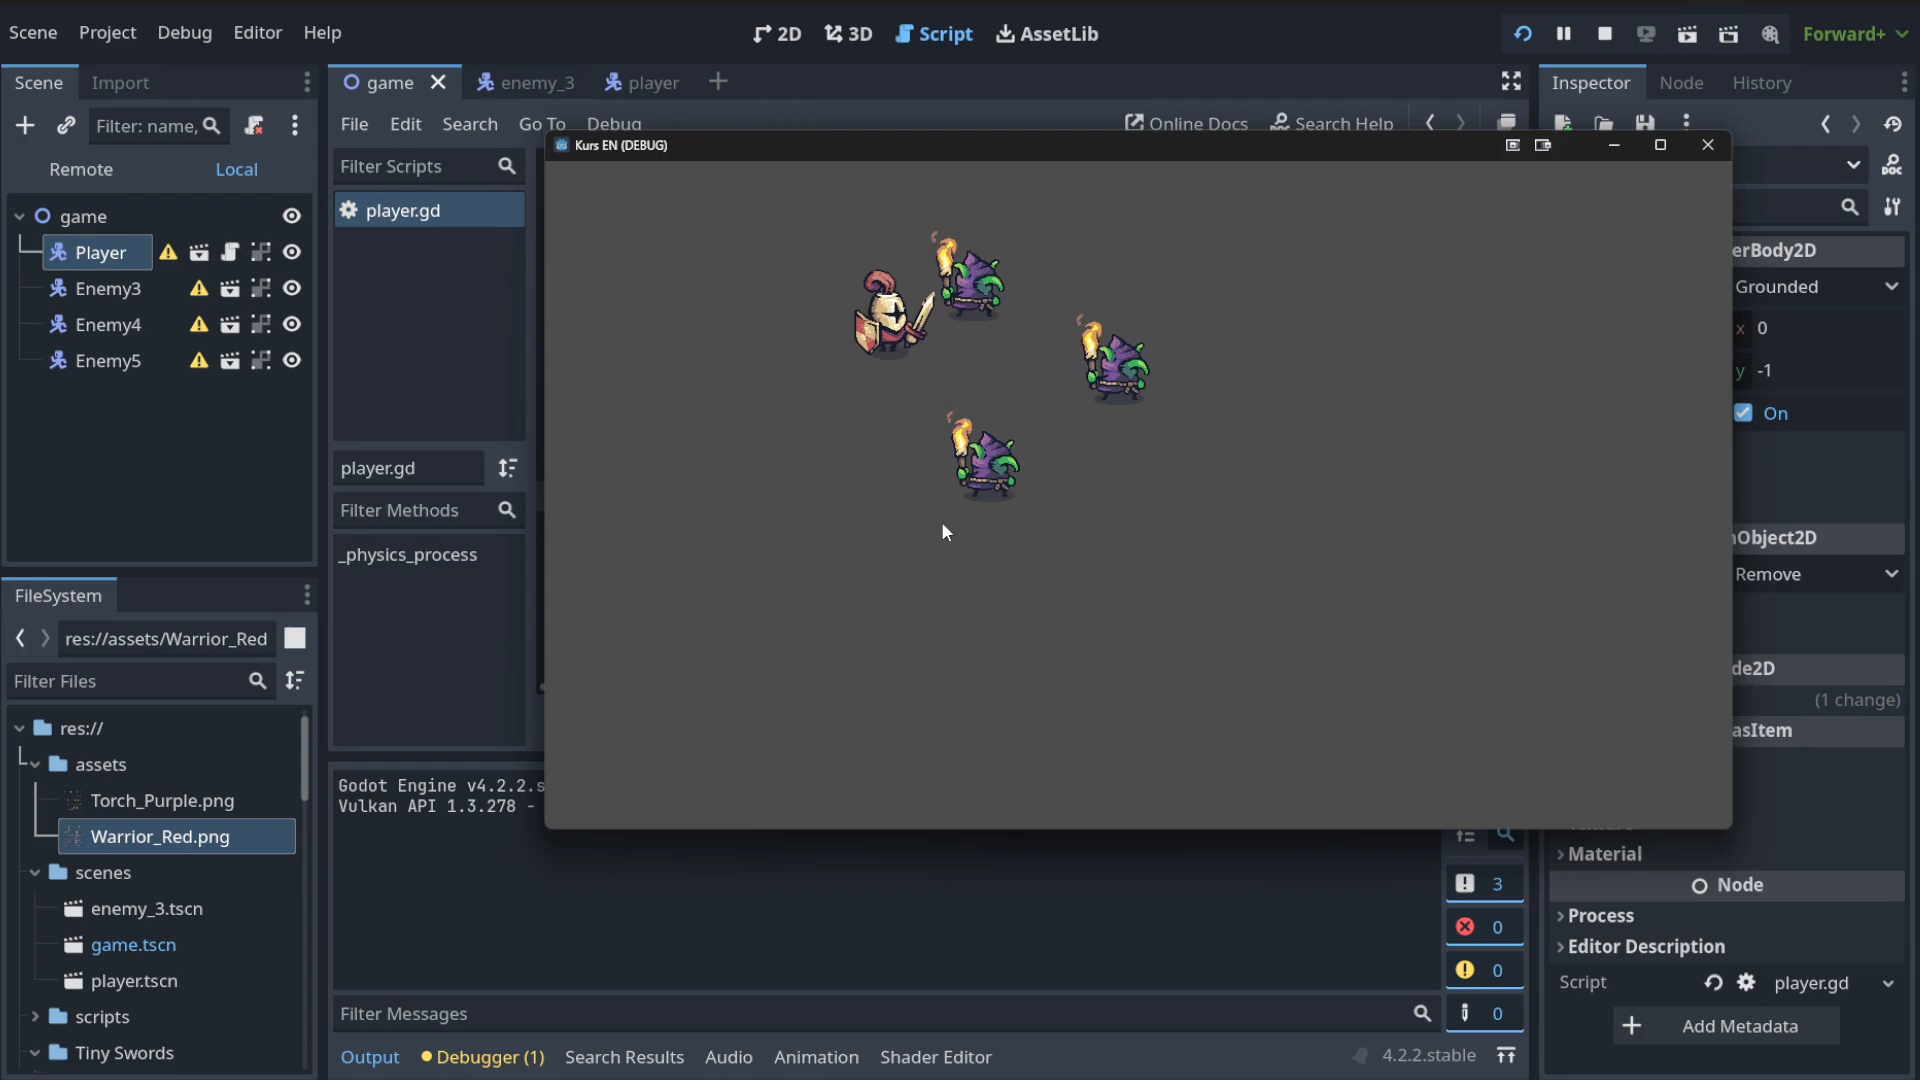 Scene Project Debug Editor Help
2D 3D Script AssetLib
Forward+
Scene Import
game enemy_3 player
Inspector Node History
Filter: name,
File Edit Search Go To Debug
Online Docs Search Help
Kurs EN (DEBUG)
Remote Local
Filter Scripts
game
player.gd
Player
Enemy3
Enemy4
Enemy5
player.gd
Filter Methods
_physics_process
erBody2D
Grounded
x 0
y -1
On
Object2D
Remove
de2D
(1 change)
asItem
FileSystem
res://assets/Warrior_Red
Filter Files
res://
assets
Torch_Purple.png
Warrior_Red.png
scenes
enemy_3.tscn
game.tscn
player.tscn
scripts
Tiny Swords
Godot Engine v4.2.2.s
Vulkan API 1.3.278 -
3
0
0
0
Filter Messages
Output Debugger (1) Search Results Audio Animation Shader Editor
4.2.2.stable
Material
Node
Process
Editor Description
Script player.gd
Add Metadata